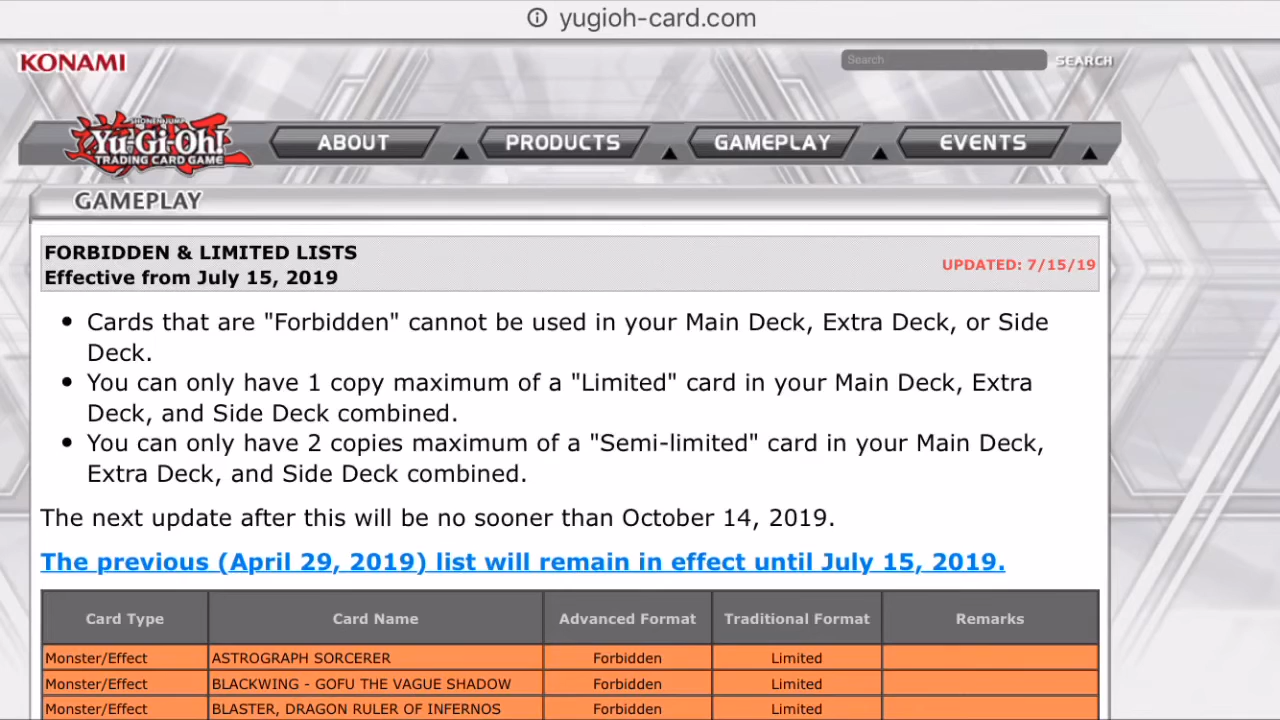 yugioh-card.com
KONAMI
Search
SEARCH
SHONEN JUMP
Yu-Gi-Oh!
TRADING CARD GAME
ABOUT
PRODUCTS
GAMEPLAY
EVENTS
GAMEPLAY
FORBIDDEN & LIMITED LISTS
Effective from July 15, 2019
UPDATED: 7/15/19
• Cards that are "Forbidden" cannot be used in your Main Deck, Extra Deck, or Side
Deck.
• You can only have 1 copy maximum of a "Limited" card in your Main Deck, Extra
Deck, and Side Deck combined.
• You can only have 2 copies maximum of a "Semi-limited" card in your Main Deck,
Extra Deck, and Side Deck combined.
The next update after this will be no sooner than October 14, 2019.
The previous (April 29, 2019) list will remain in effect until July 15, 2019.
Card Type Card Name Advanced Format Traditional Format Remarks
Monster/Effect ASTROGRAPH SORCERER Forbidden Limited
Monster/Effect BLACKWING - GOFU THE VAGUE SHADOW Forbidden Limited
Monster/Effect BLASTER, DRAGON RULER OF INFERNOS Forbidden Limited